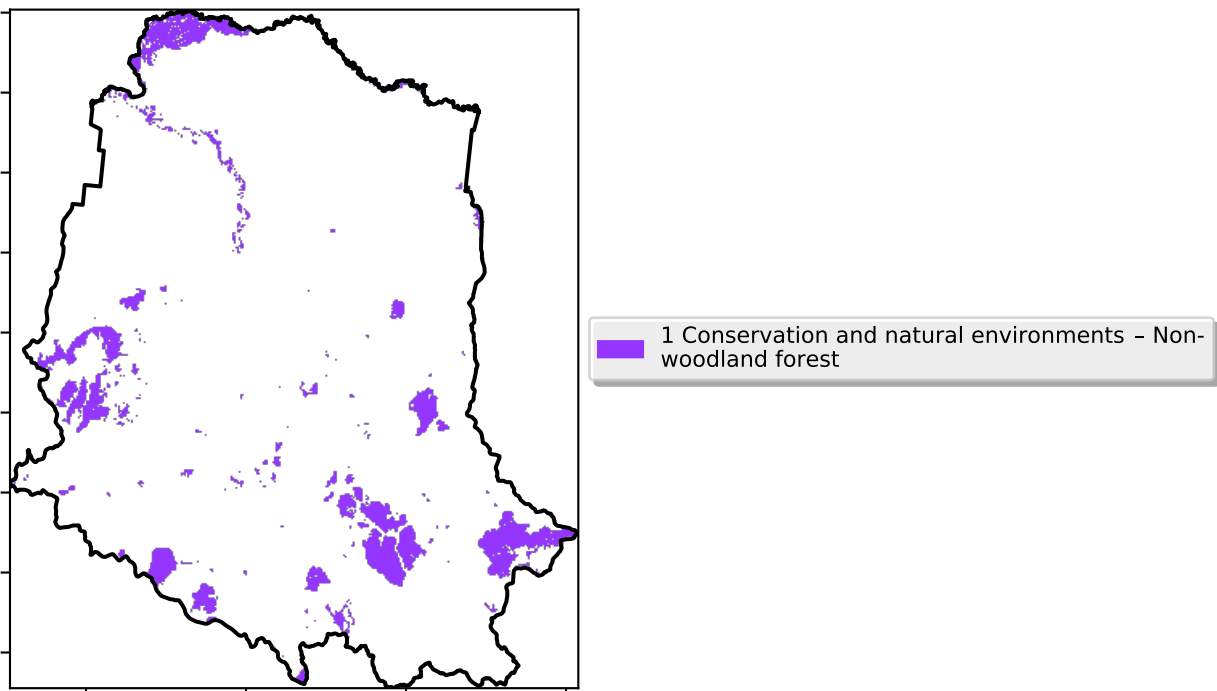 1 Conservation and natural environments – Non-
woodland forest